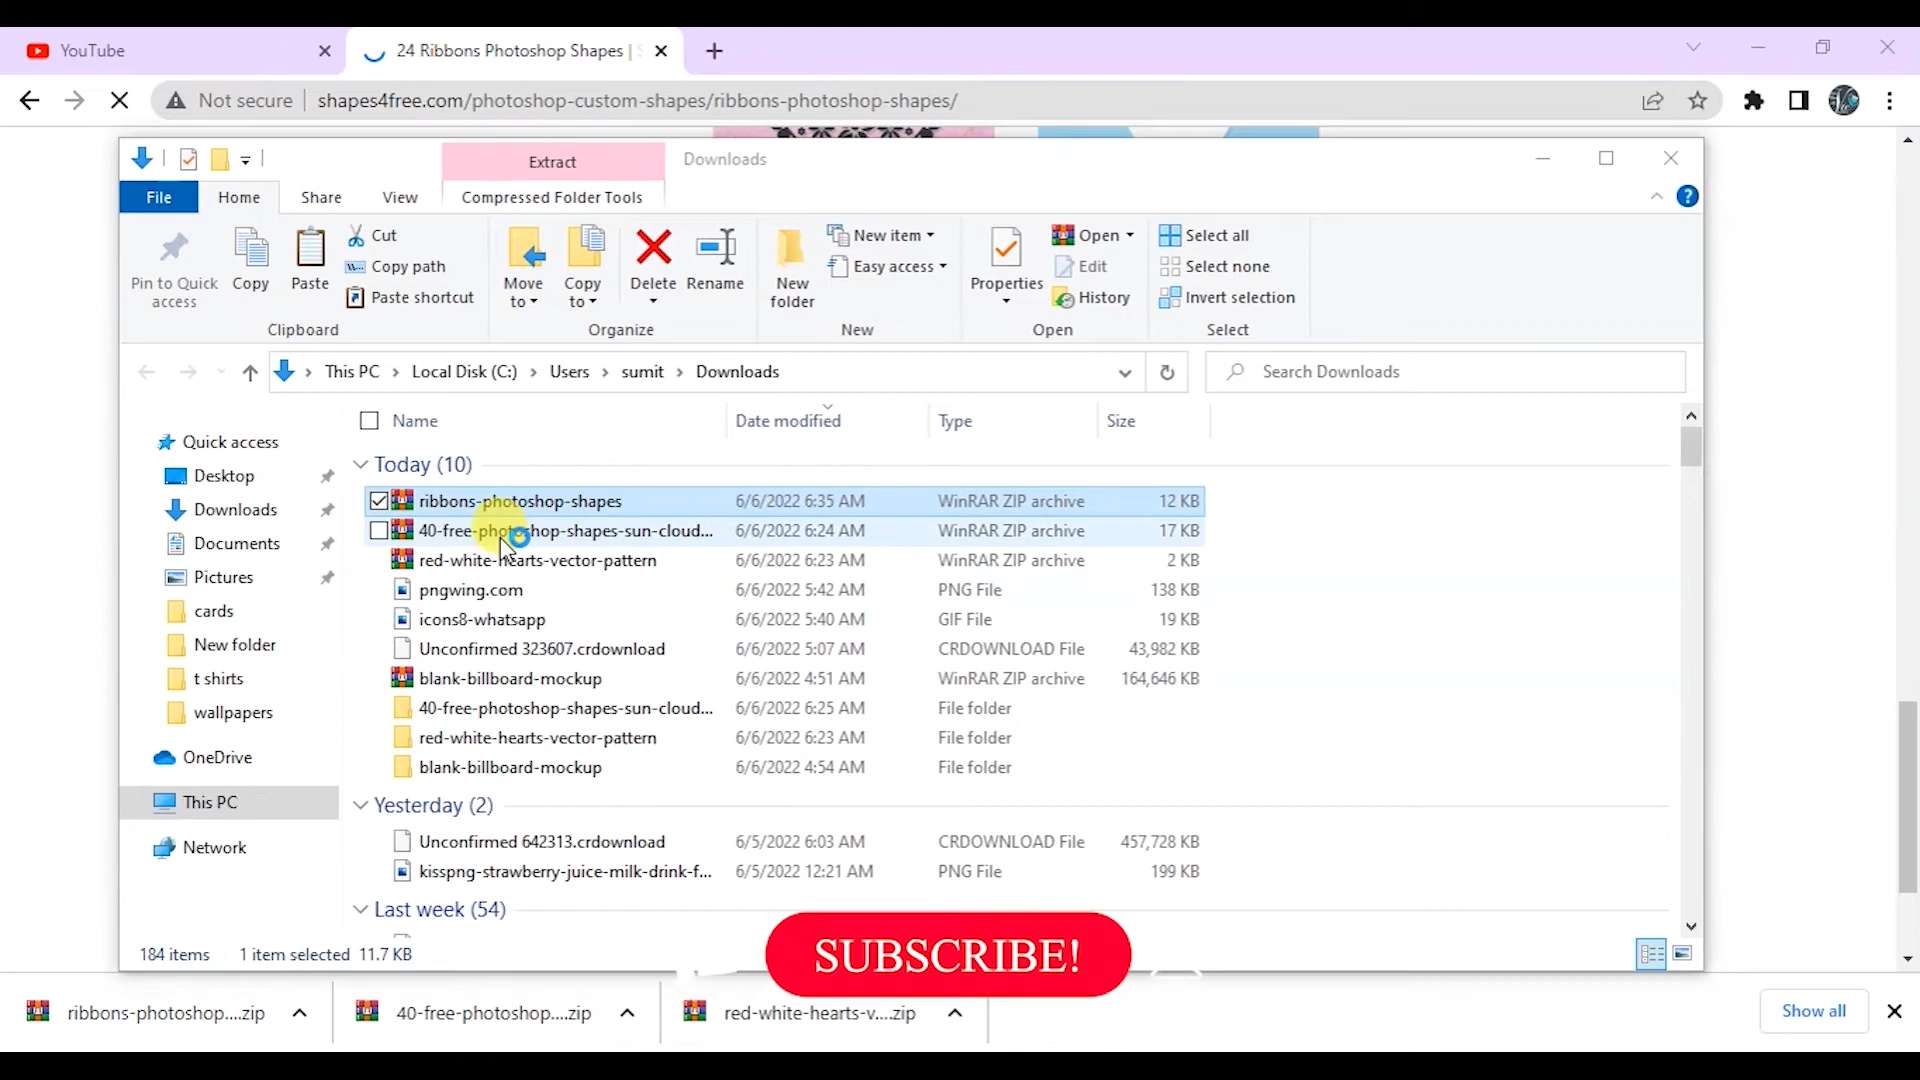 YouTube
24 Ribbons Photoshop Shapes |
Not secure
shapes4free.com/photoshop-custom-shapes/ribbons-photoshop-shapes/
Extract
Downloads
File
Home
Share
View
Compressed Folder Tools
Pin to Quick access
Copy
Paste
Cut
Copy path
Paste shortcut
Clipboard
Move to
Copy to
Delete
Rename
Organize
New folder
New item
Easy access
New
Properties
Open
Edit
History
Open
Select all
Select none
Invert selection
Select
This PC > Local Disk (C:) > Users > sumit > Downloads
Search Downloads
Name Date modified Type Size
Quick access
Desktop
Downloads
Documents
Pictures
cards
New folder
t shirts
wallpapers
OneDrive
This PC
Network
Today (10)
ribbons-photoshop-shapes 6/6/2022 6:35 AM WinRAR ZIP archive 12 KB
40-free-photoshop-shapes-sun-cloud... 6/6/2022 6:24 AM WinRAR ZIP archive 17 KB
red-white-hearts-vector-pattern 6/6/2022 6:23 AM WinRAR ZIP archive 2 KB
pngwing.com 6/6/2022 5:42 AM PNG File 138 KB
icons8-whatsapp 6/6/2022 5:40 AM GIF File 19 KB
Unconfirmed 323607.crdownload 6/6/2022 5:07 AM CRDOWNLOAD File 43,982 KB
blank-billboard-mockup 6/6/2022 4:51 AM WinRAR ZIP archive 164,646 KB
40-free-photoshop-shapes-sun-cloud... 6/6/2022 6:25 AM File folder
red-white-hearts-vector-pattern 6/6/2022 6:23 AM File folder
blank-billboard-mockup 6/6/2022 4:54 AM File folder
Yesterday (2)
Unconfirmed 642313.crdownload 6/5/2022 6:03 AM CRDOWNLOAD File 457,728 KB
kisspng-strawberry-juice-milk-drink-f... 6/5/2022 12:21 AM PNG File 199 KB
Last week (54)
184 items 1 item selected 11.7 KB
SUBSCRIBE!
ribbons-photoshop....zip
40-free-photoshop....zip
red-white-hearts-v....zip
Show all